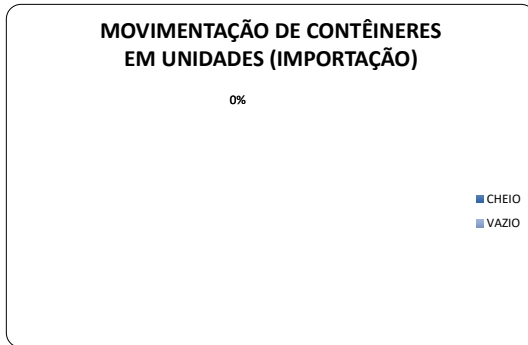 MOVIMENTAÇÃO DE CONTÊINERES
EM UNIDADES (IMPORTAÇÃO)
0%
CHEIO
VAZIO